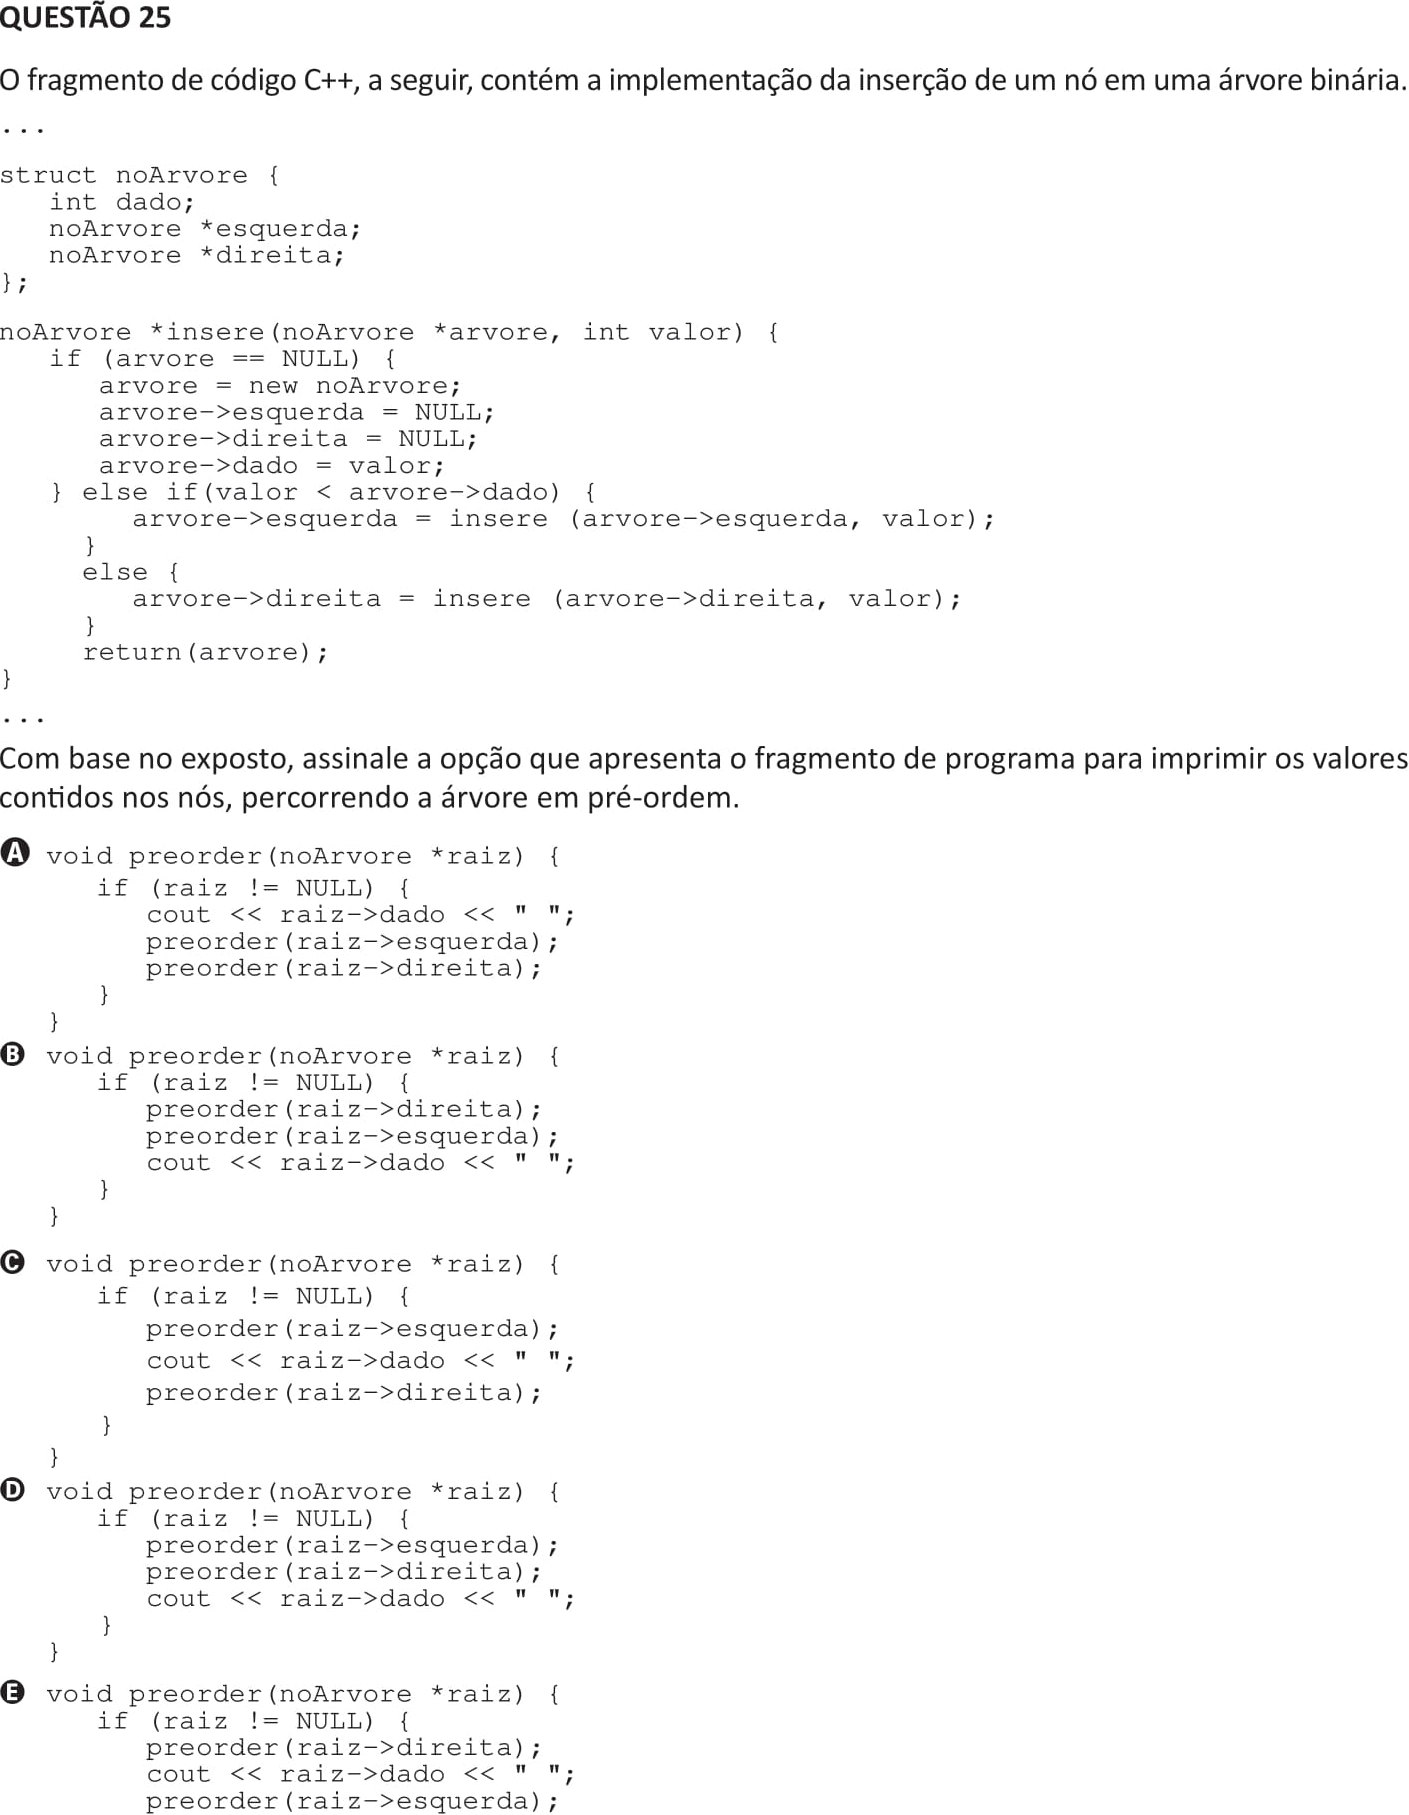 QUESTÃO 25
O fragmento de código C++, a seguir, contém a implementação da inserção de um nó em uma árvore binária.
...
struct noArvore {
int dado;
noArvore *esquerda;
noArvore *direita;
};
noArvore *insere(noArvore *arvore, int valor) {
if (arvore == NULL) {
arvore = new noArvore;
arvore->esquerda = NULL;
arvore->direita = NULL;
arvore->dado = valor;
} else if(valor < arvore->dado) {
arvore->esquerda = insere (arvore->esquerda, valor);
}
else {
arvore->direita = insere (arvore->direita, valor);
}
return(arvore);
}
...
Com base no exposto, assinale a opção que apresenta o fragmento de programa para imprimir os valores
contidos nos nós, percorrendo a árvore em pré-ordem.
A void preorder(noArvore *raiz) {
if (raiz != NULL) {
cout << raiz->dado << " ";
preorder(raiz->esquerda);
preorder(raiz->direita);
}
}
B void preorder(noArvore *raiz) {
if (raiz != NULL) {
preorder(raiz->direita);
preorder(raiz->esquerda);
cout << raiz->dado << " ";
}
}
C void preorder(noArvore *raiz) {
if (raiz != NULL) {
preorder(raiz->esquerda);
cout << raiz->dado << " ";
preorder(raiz->direita);
}
}
D void preorder(noArvore *raiz) {
if (raiz != NULL) {
preorder(raiz->esquerda);
preorder(raiz->direita);
cout << raiz->dado << " ";
}
}
E void preorder(noArvore *raiz) {
if (raiz != NULL) {
preorder(raiz->direita);
cout << raiz->dado << " ";
preorder(raiz->esquerda);